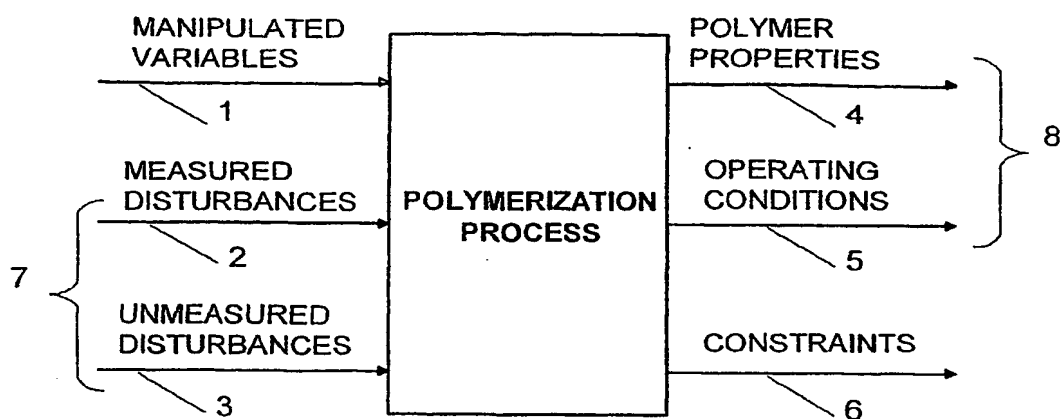 MANIPULATED
VARIABLES
1
MEASURED
DISTURBANCES
2
7
UNMEASURED
DISTURBANCES
3
POLYMERIZATION
PROCESS
POLYMER
PROPERTIES
4
8
OPERATING
CONDITIONS
5
CONSTRAINTS
6